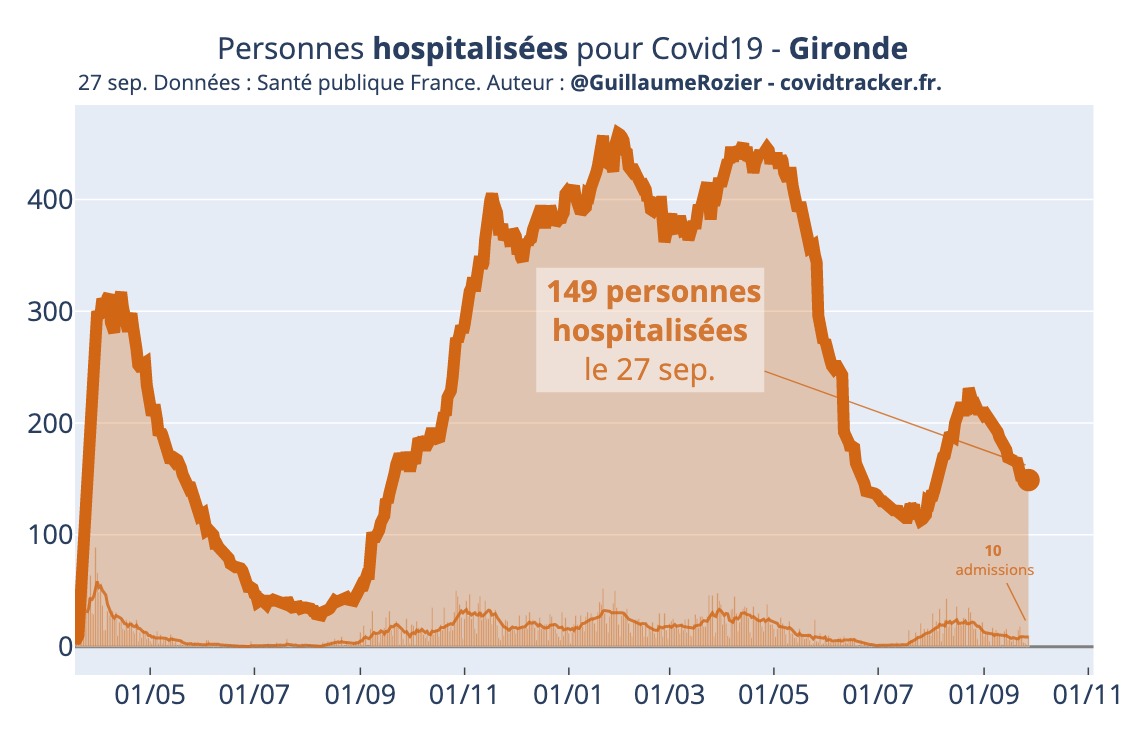 Personnes hospitalisées pour Covid19 - Gironde
27 sep. Données : Santé publique France. Auteur : @GuillaumeRozier - covidtracker.fr.
400
300
200
100
0
149 personnes
hospitalisées
le 27 sep.
10
admissions
01/05 01/07 01/09 01/11 01/01 01/03 01/05 01/07 01/09 01/11